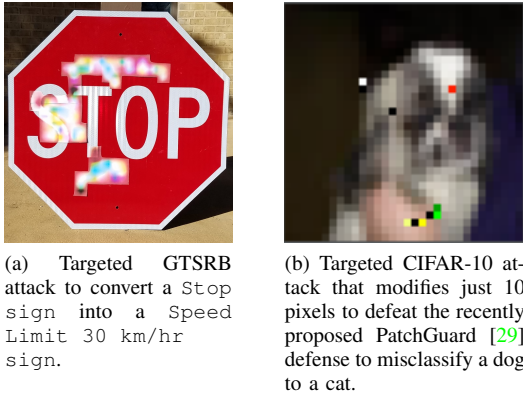 STOP
(a) Targeted GTSRB
attack to convert a Stop
sign into a Speed
Limit 30 km/hr
sign.
(b) Targeted CIFAR-10 at-
tack that modifies just 10
pixels to defeat the recently
proposed PatchGuard [29]
defense to misclassify a dog
to a cat.